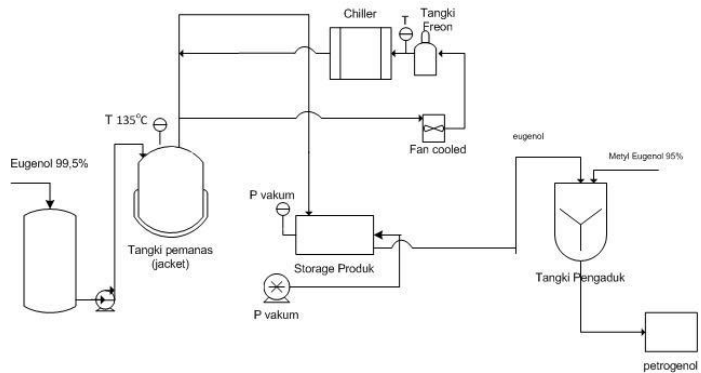 Chiller
T
Tangki
Freon
T 135°C
Fan cooled
eugenol
Metyl Eugenol 95%
Eugenol 99,5%
P vakum
Tangki pemanas
(jacket)
Storage Produk
Tangki Pengaduk
P vakum
petrogenol